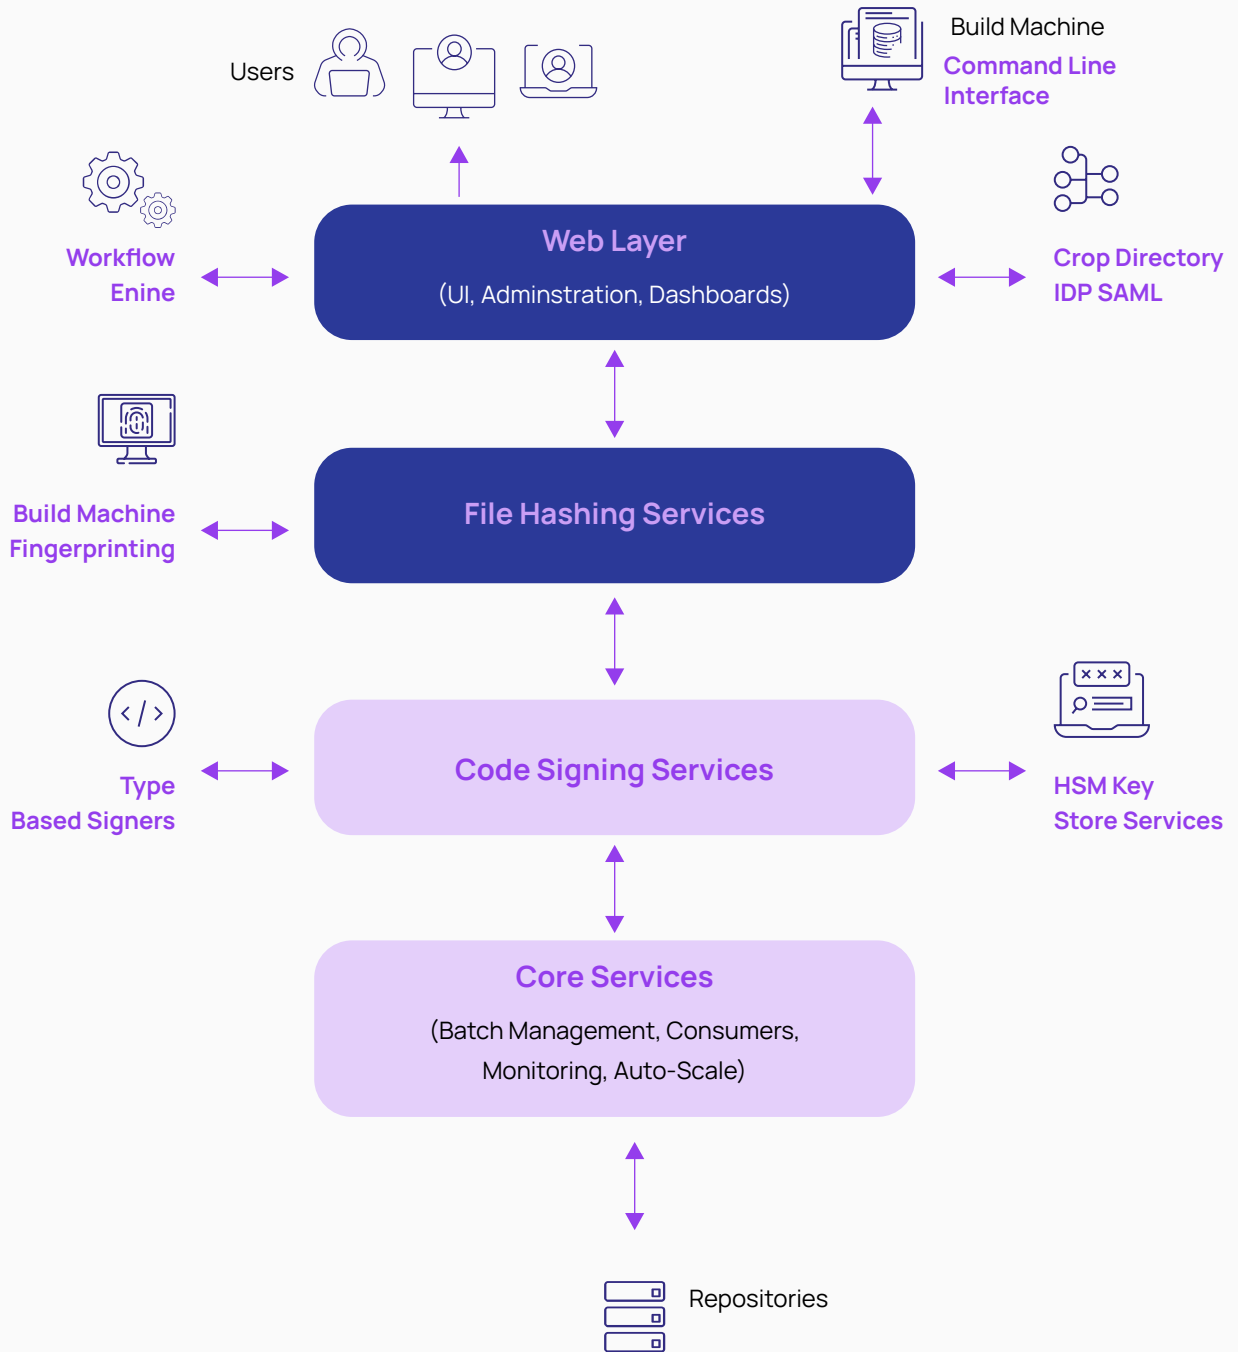 Users
Build Machine
Command Line
Interface
Workflow
Enine
Web Layer
(UI, Adminstration, Dashboards)
Crop Directory
IDP SAML
Build Machine
Fingerprinting
File Hashing Services
Type
Based Signers
Code Signing Services
HSM Key
Store Services
Core Services
(Batch Management, Consumers,
Monitoring, Auto-Scale)
Repositories